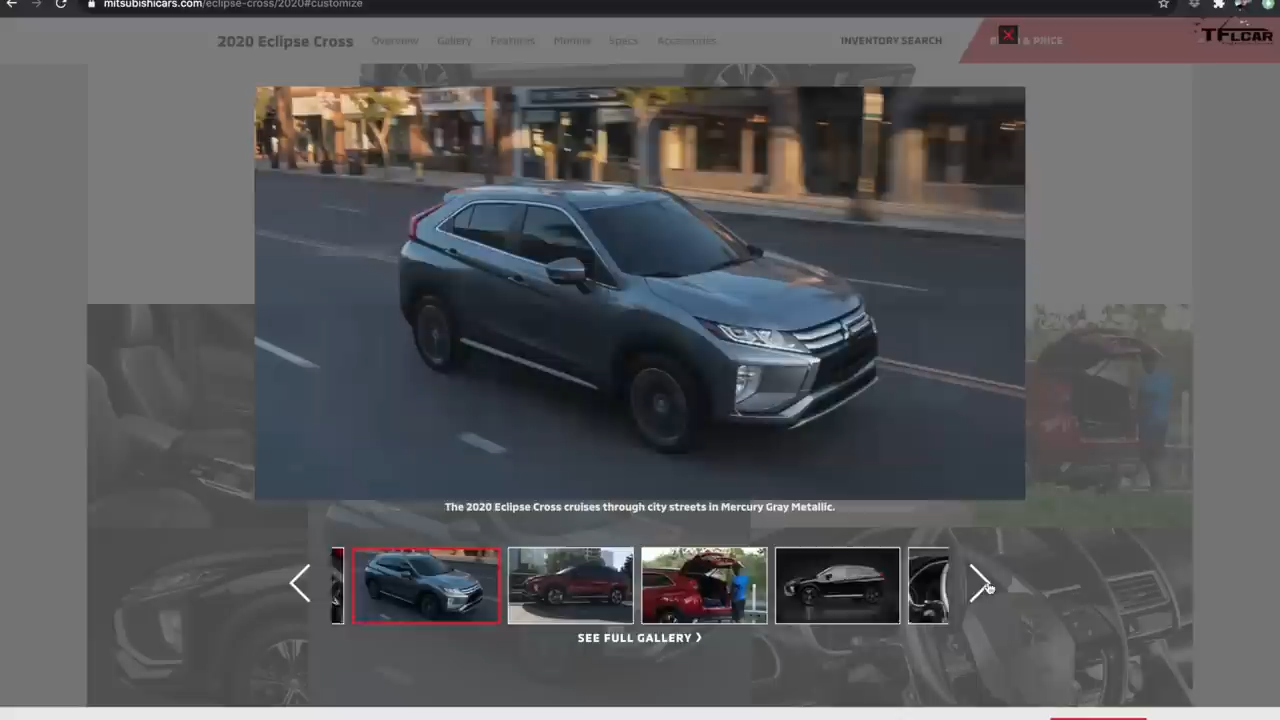 mitsubishicars.com/eclipse-cross/2020#customize
2020 Eclipse Cross
Overview
Gallery
Features
Models
Specs
Accessories
INVENTORY SEARCH
& PRICE
TFLCAR
The 2020 Eclipse Cross cruises through city streets in Mercury Gray Metallic.
SEE FULL GALLERY ❯